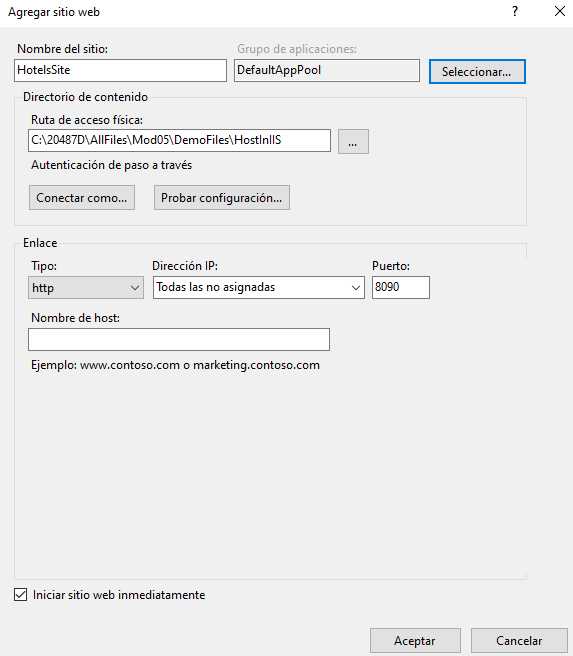 Agregar sitio web
?
Nombre del sitio:
Grupo de aplicaciones:
HotelsSite
DefaultAppPool
Seleccionar...
Directorio de contenido
Ruta de acceso física:
C:\20487D\AllFiles\Mod05\DemoFiles\HostInIIS
...
Autenticación de paso a través
Conectar como...
Probar configuración...
Enlace
Tipo:
Dirección IP:
Puerto:
http
Todas las no asignadas
8090
Nombre de host:
Ejemplo: www.contoso.com o marketing.contoso.com
Iniciar sitio web inmediatamente
Aceptar
Cancelar